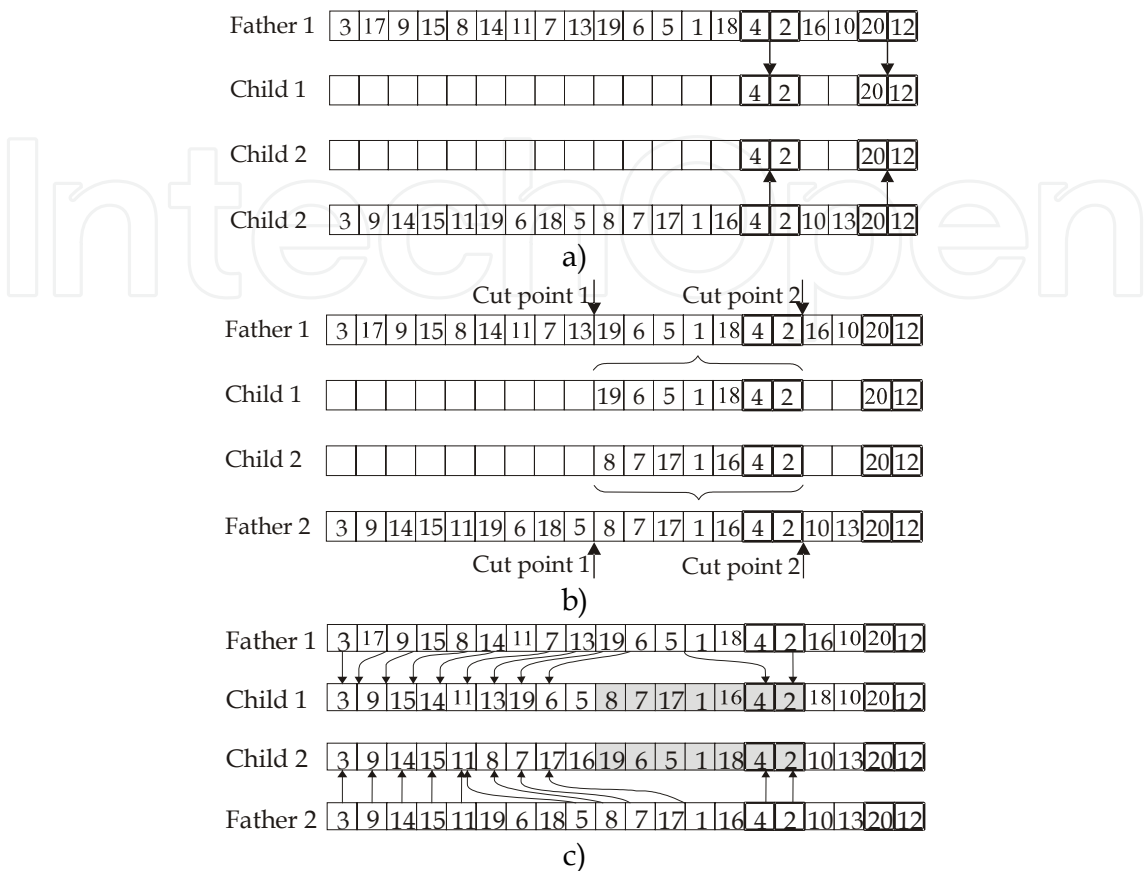 Father 1 3 17 9 15 8 14 11 7 13 19 6 5 1 18 4 2 16 10 20 12
Child 1 4 2 20 12
Child 2 4 2 20 12
Child 2 3 9 14 15 11 19 6 18 5 8 7 17 1 16 4 2 10 13 20 12
a)
Cut point 1 Cut point 2
Father 1 3 17 9 15 8 14 11 7 13 19 6 5 1 18 4 2 16 10 20 12
Child 1 19 6 5 1 18 4 2 20 12
Child 2 8 7 17 1 16 4 2 20 12
Father 2 3 9 14 15 11 19 6 18 5 8 7 17 1 16 4 2 10 13 20 12
Cut point 1 Cut point 2
b)
Father 1 3 17 9 15 8 14 11 7 13 19 6 5 1 18 4 2 16 10 20 12
Child 1 3 9 15 14 11 13 19 6 5 8 7 17 1 16 4 2 18 10 20 12
Child 2 3 9 14 15 11 8 7 17 16 19 6 5 1 18 4 2 10 13 20 12
Father 2 3 9 14 15 11 19 6 18 5 8 7 17 1 16 4 2 10 13 20 12
c)
IntechOpen